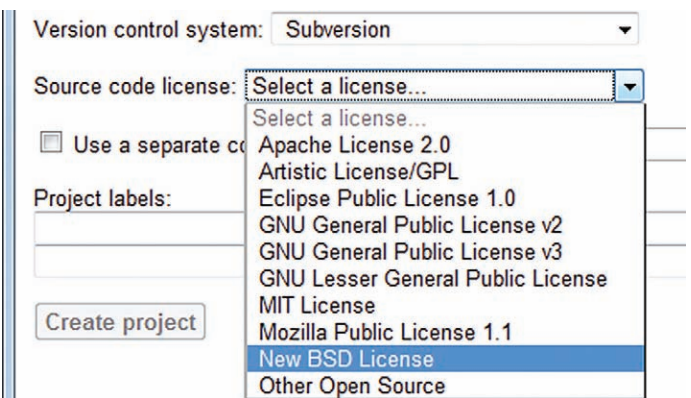 Version control system: Subversion
Source code license: Select a license...
Select a license...
Use a separate co
Apache License 2.0
Artistic License/GPL
Project labels:
Eclipse Public License 1.0
GNU General Public License v2
GNU General Public License v3
GNU Lesser General Public License
MIT License
Create project
Mozilla Public License 1.1
New BSD License
Other Open Source